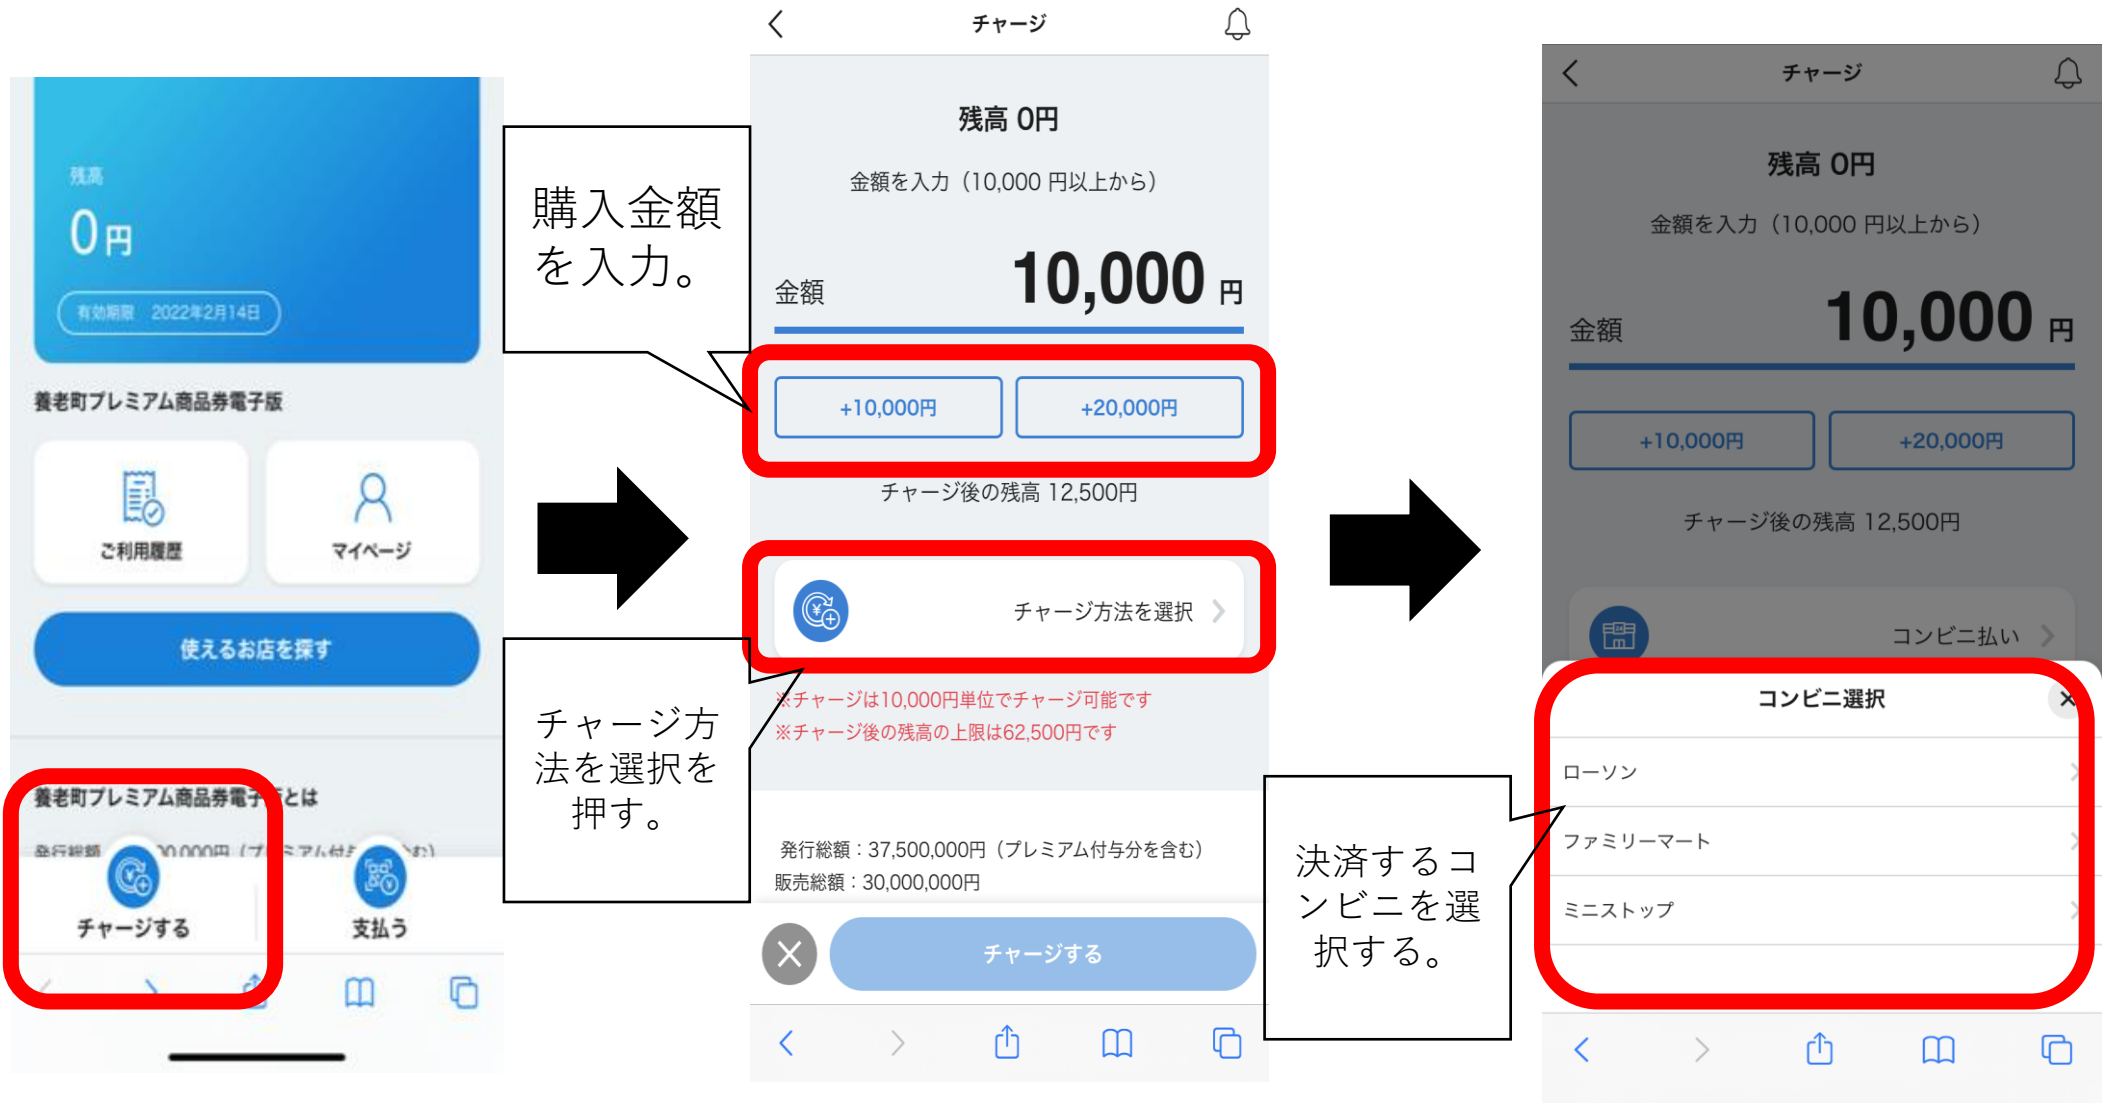 残高
0円
有効期限 2022年2月14日
養老町プレミアム商品券電子版
ご利用履歴
マイページ
使えるお店を探す
養老町プレミアム商品券電子
とは
発行総額
00,000円
チャージする
支払う
購入金額
を入力。
チャージ方
法を選択を
押す。
チャージ
残高 0円
金額を入力（10,000 円以上から）
金額
10,000 円
+10,000円
+20,000円
チャージ後の残高 12,500円
チャージ方法を選択
※チャージは10,000円単位でチャージ可能です
※チャージ後の残高の上限は62,500円です
発行総額：37,500,000円（プレミアム付与分を含む）
販売総額：30,000,000円
チャージする
決済するコ
ンビニを選
択する。
チャージ
残高 0円
金額を入力（10,000 円以上から）
金額
10,000 円
+10,000円
+20,000円
チャージ後の残高 12,500円
コンビニ払い
コンビニ選択
ローソン
ファミリーマート
ミニストップ